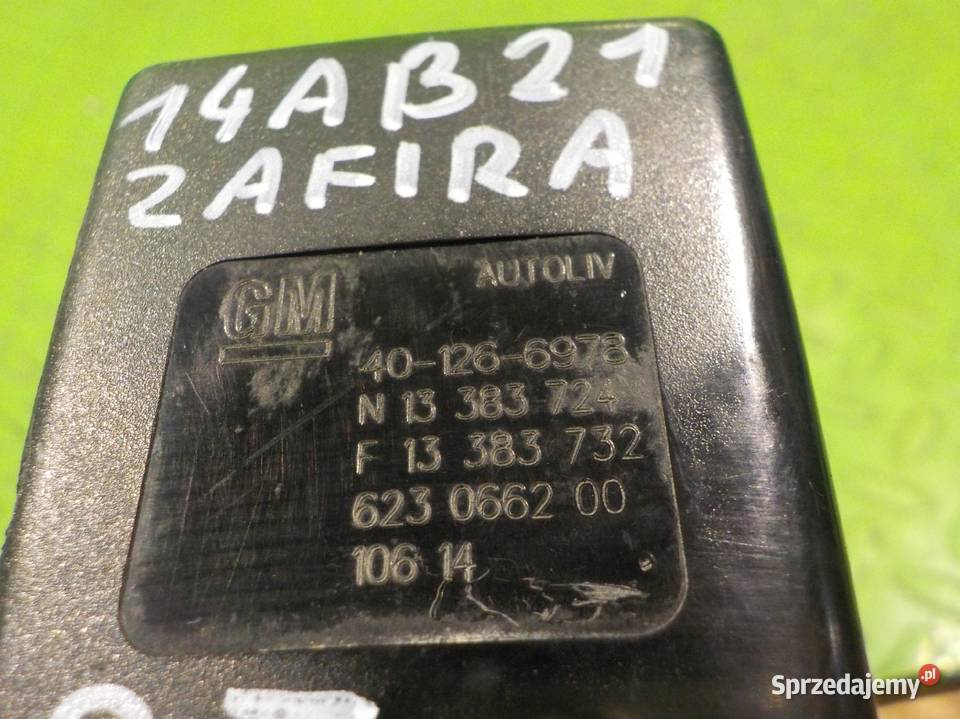 14AB21
ZAFIRA
GM
AUTOLIV
40-126-6978
N 13 383 724
F 13 383 732
623 0662 00
106 14
Sprzedajemy.pl